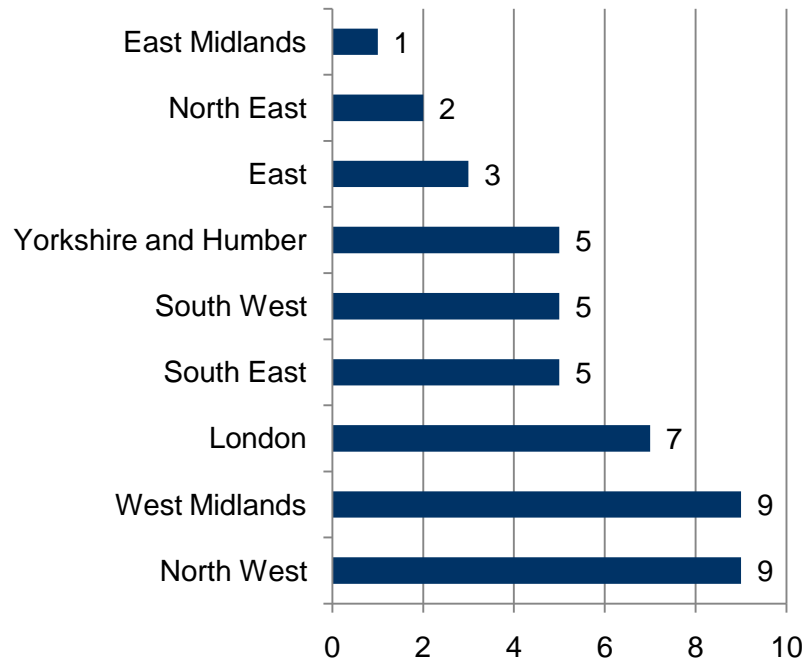 East Midlands 1
North East 2
East 3
Yorkshire and Humber 5
South West 5
South East 5
London 7
West Midlands 9
North West 9
0 2 4 6 8 10